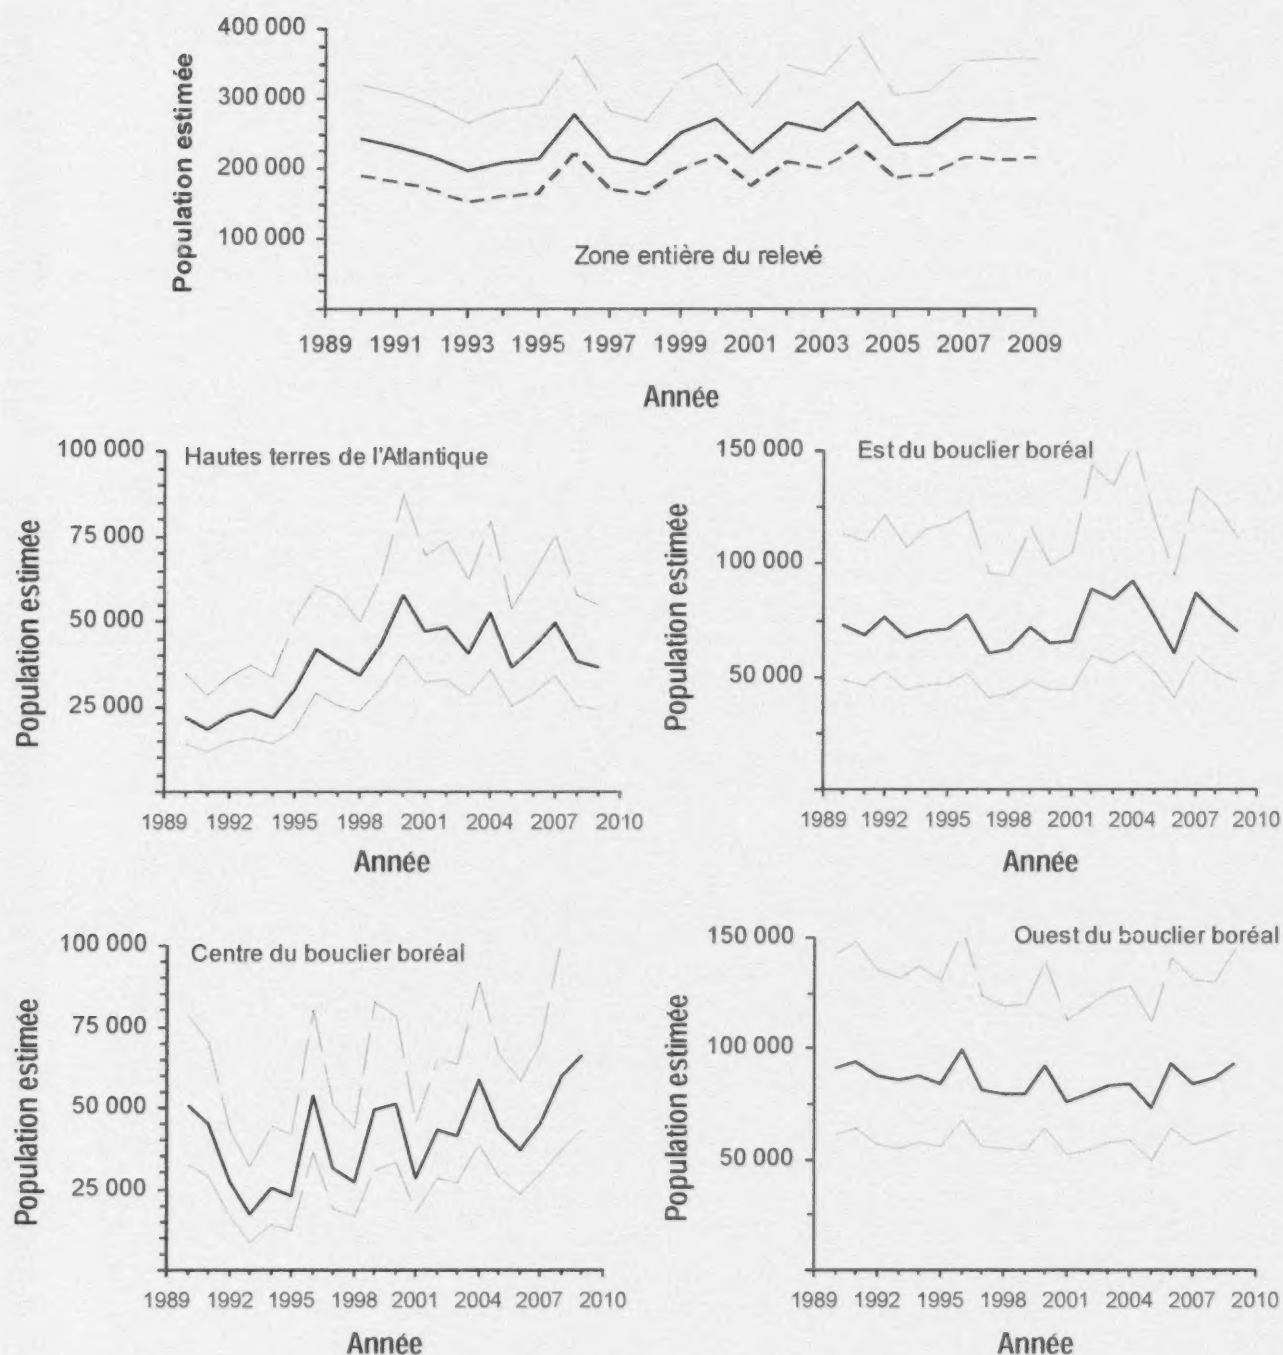 400 000
300 000
200 000
100 000
Population estimée
Zone entière du relevé
1989 1991 1993 1995 1997 1999 2001 2003 2005 2007 2009
Année
100 000
75 000
50 000
25 000
Population estimée
Hautes terres de l'Atlantique
1989 1992 1995 1998 2001 2004 2007 2010
Année
150 000
100 000
50 000
Population estimée
Est du bouclier boréal
1989 1992 1995 1998 2001 2004 2007 2010
Année
100 000
75 000
50 000
25 000
Population estimée
Centre du bouclier boréal
1989 1992 1995 1998 2001 2004 2007 2010
Année
150 000
100 000
50 000
Population estimée
Ouest du bouclier boréal
1989 1992 1995 1998 2001 2004 2007 2010
Année